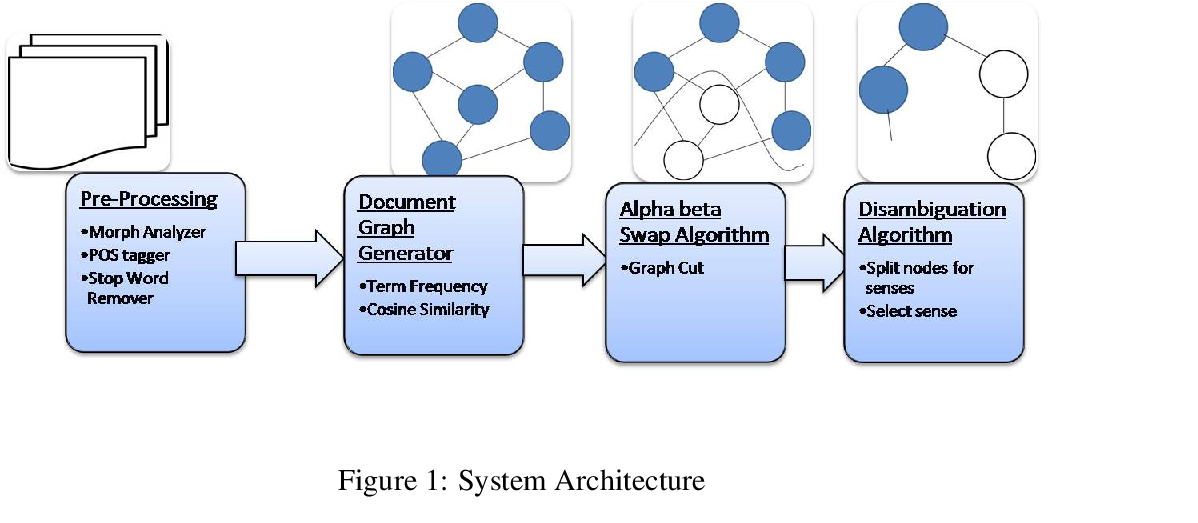 Pre-Processing
•Morph Analyzer
•POS tagger
•Stop Word
Remover
Document
Graph
Generator
•Term Frequency
•Cosine Similarity
Alpha beta
Swap Algorithm
•Graph Cut
Disambiguation
Algorithm
•Split nodes for
senses
•Select sense
Figure 1: System Architecture